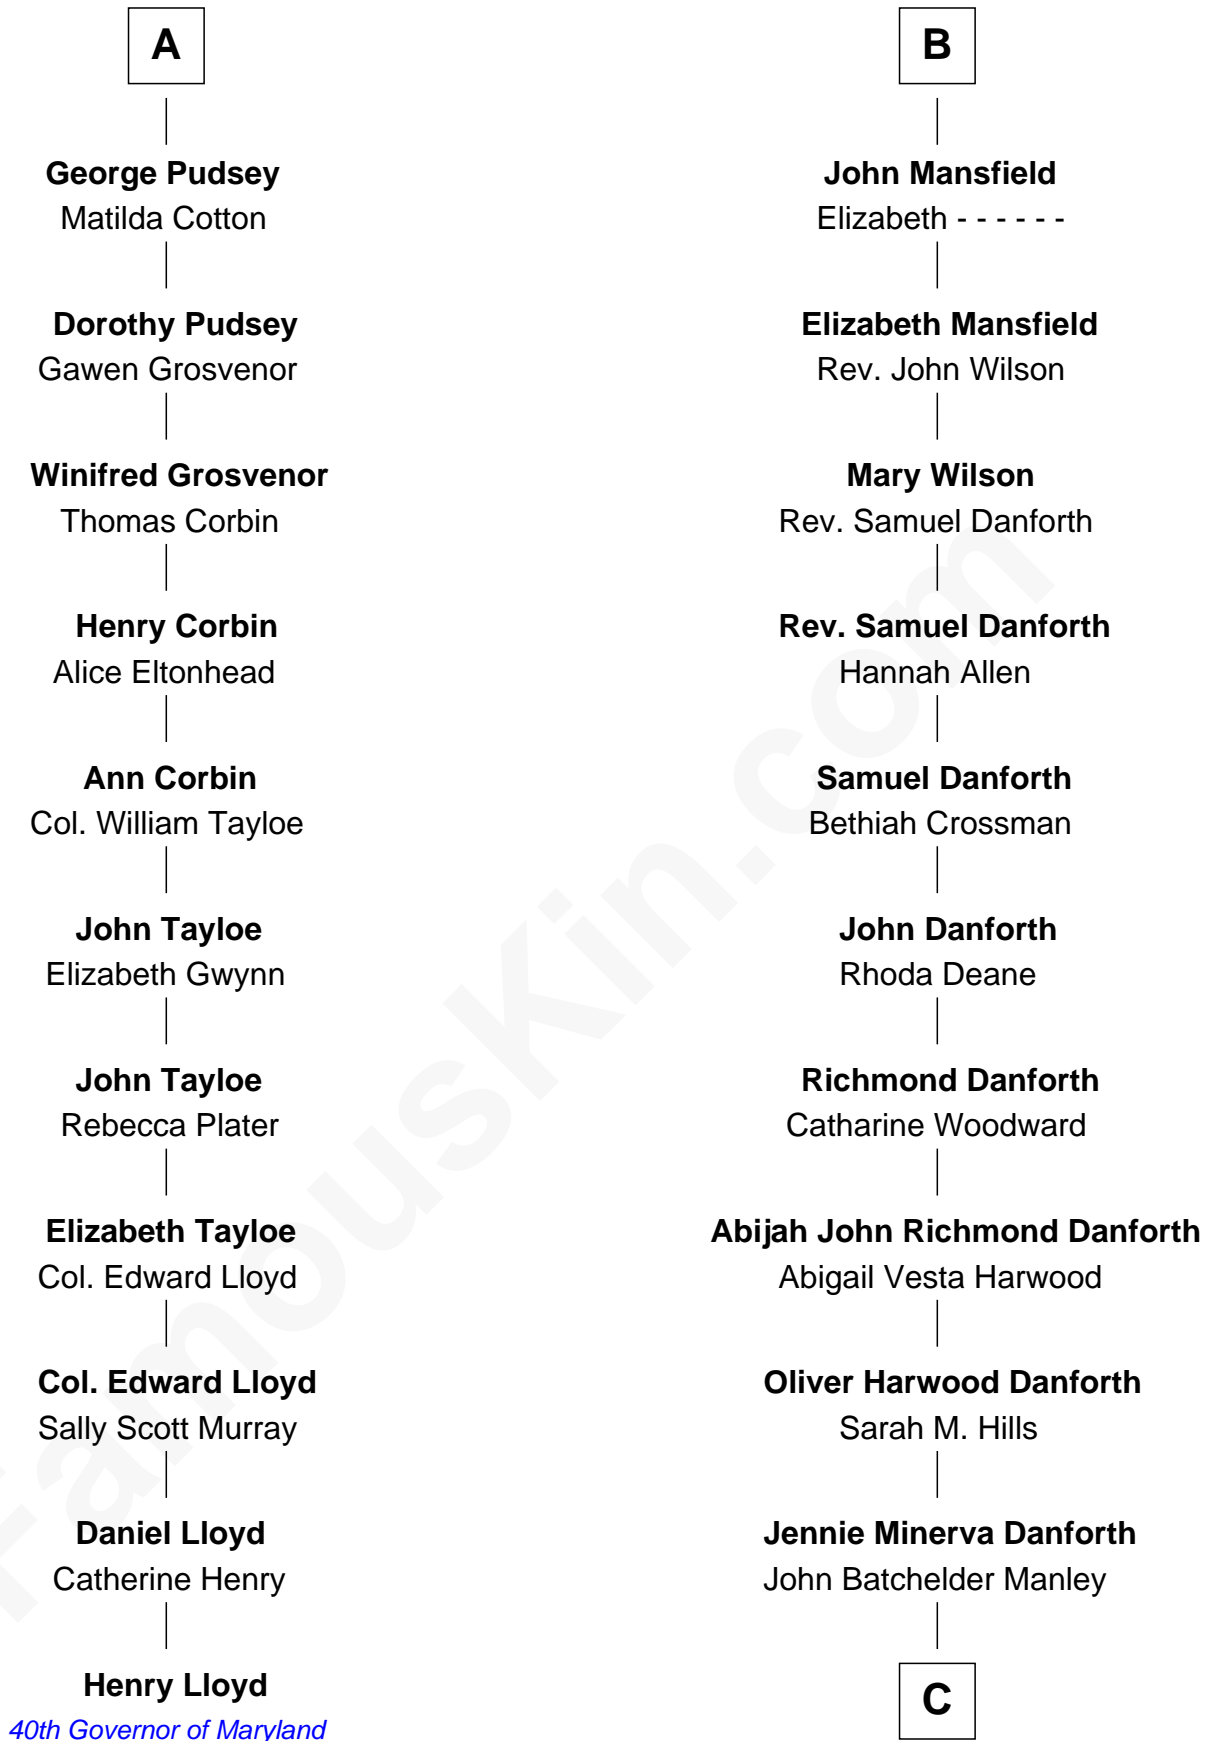 A
George Pudsey
Matilda Cotton
Dorothy Pudsey
Gawen Grosvenor
Winifred Grosvenor
Thomas Corbin
Henry Corbin
Alice Eltonhead
Ann Corbin
Col. William Tayloe
John Tayloe
Elizabeth Gwynn
John Tayloe
Rebecca Plater
Elizabeth Tayloe
Col. Edward Lloyd
Col. Edward Lloyd
Sally Scott Murray
Daniel Lloyd
Catherine Henry
Henry Lloyd
40th Governor of Maryland
B
John Mansfield
Elizabeth - - - - - -
Elizabeth Mansfield
Rev. John Wilson
Mary Wilson
Rev. Samuel Danforth
Rev. Samuel Danforth
Hannah Allen
Samuel Danforth
Bethiah Crossman
John Danforth
Rhoda Deane
Richmond Danforth
Catharine Woodward
Abijah John Richmond Danforth
Abigail Vesta Harwood
Oliver Harwood Danforth
Sarah M. Hills
Jennie Minerva Danforth
John Batchelder Manley
C
FamousKin.com